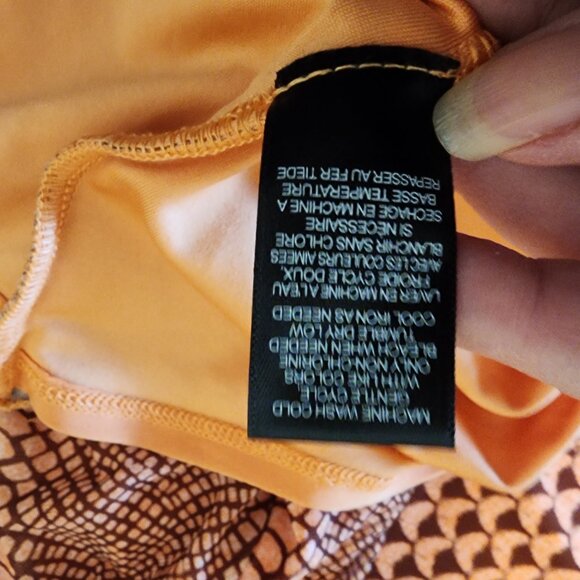 MACHINE WASH COLD
GENTLE CYCLE
WITH LIKE COLORS
ONLY NON-CHLORINE
BLEACH WHEN NEEDED
TUMBLE DRY LOW
COOL IRON AS NEEDED
LAVER EN MACHINE A L'EAU
FROIDE CYCLE DOUX.
AVEC LES COULEURS AIMEES
BLANCHIR SANS CHLORE
SI NÉCESSAIRE
SECHAGE EN MACHINE A
BASSE TEMPERATURE
REPASSER AU FER TIEDE